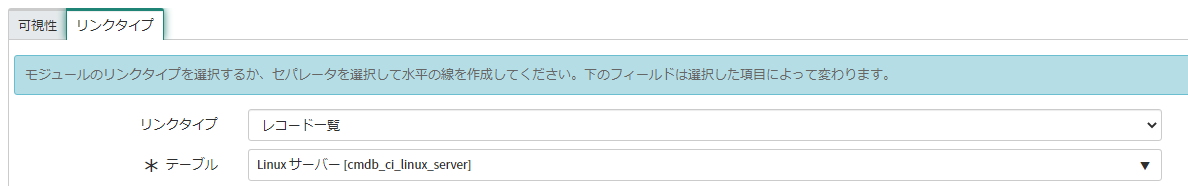 可視性 リンクタイプ
モジュールのリンクタイプを選択するか、セパレータを選択して水平の線を作成してください。下のフィールドは選択した項目によって変わります。
リンクタイプ レコード一覧
＊ テーブル Linux サーバー [cmdb_ci_linux_server]